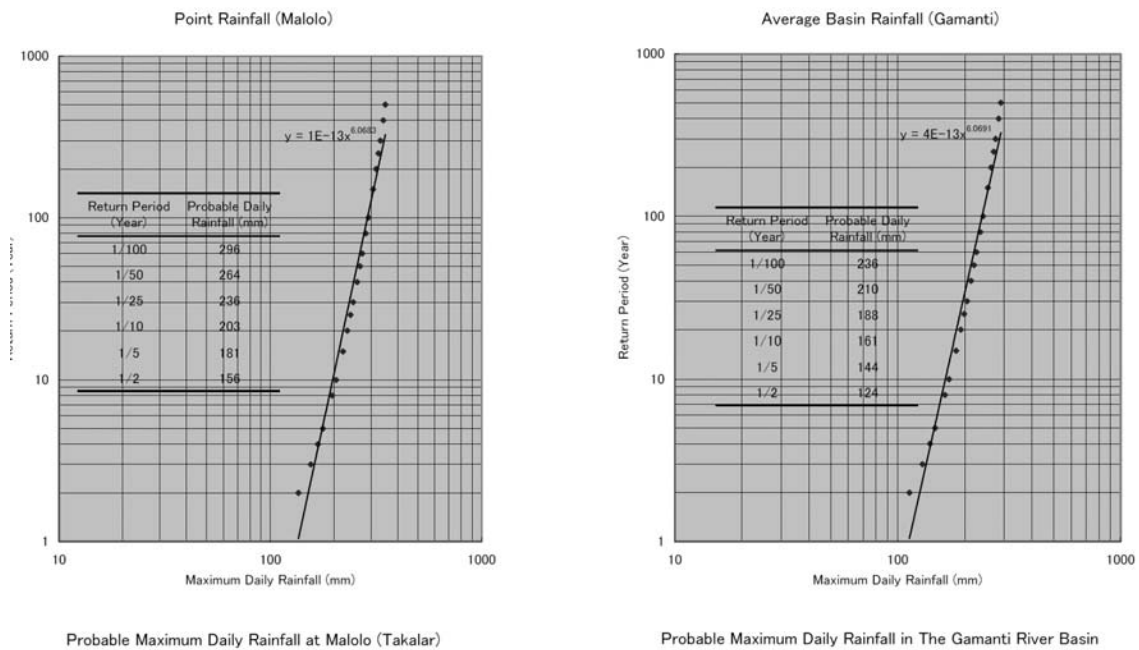 Point Rainfall (Malolo)
1000
100
10
1
Return Period (Year)
y = 1E-13x^6.0683
Return Period (Year) Probable Daily Rainfall (mm)
1/100 296
1/50 264
1/25 236
1/10 203
1/5 181
1/2 156
10 100 1000
Maximum Daily Rainfall (mm)
Probable Maximum Daily Rainfall at Malolo (Takalar)
Average Basin Rainfall (Gamanti)
1000
100
10
1
Return Period (Year)
y = 4E-13x^6.0691
Return Period (Year) Probable Daily Rainfall (mm)
1/100 236
1/50 210
1/25 188
1/10 161
1/5 144
1/2 124
10 100 1000
Maximum Daily Rainfall (mm)
Probable Maximum Daily Rainfall in The Gamanti River Basin